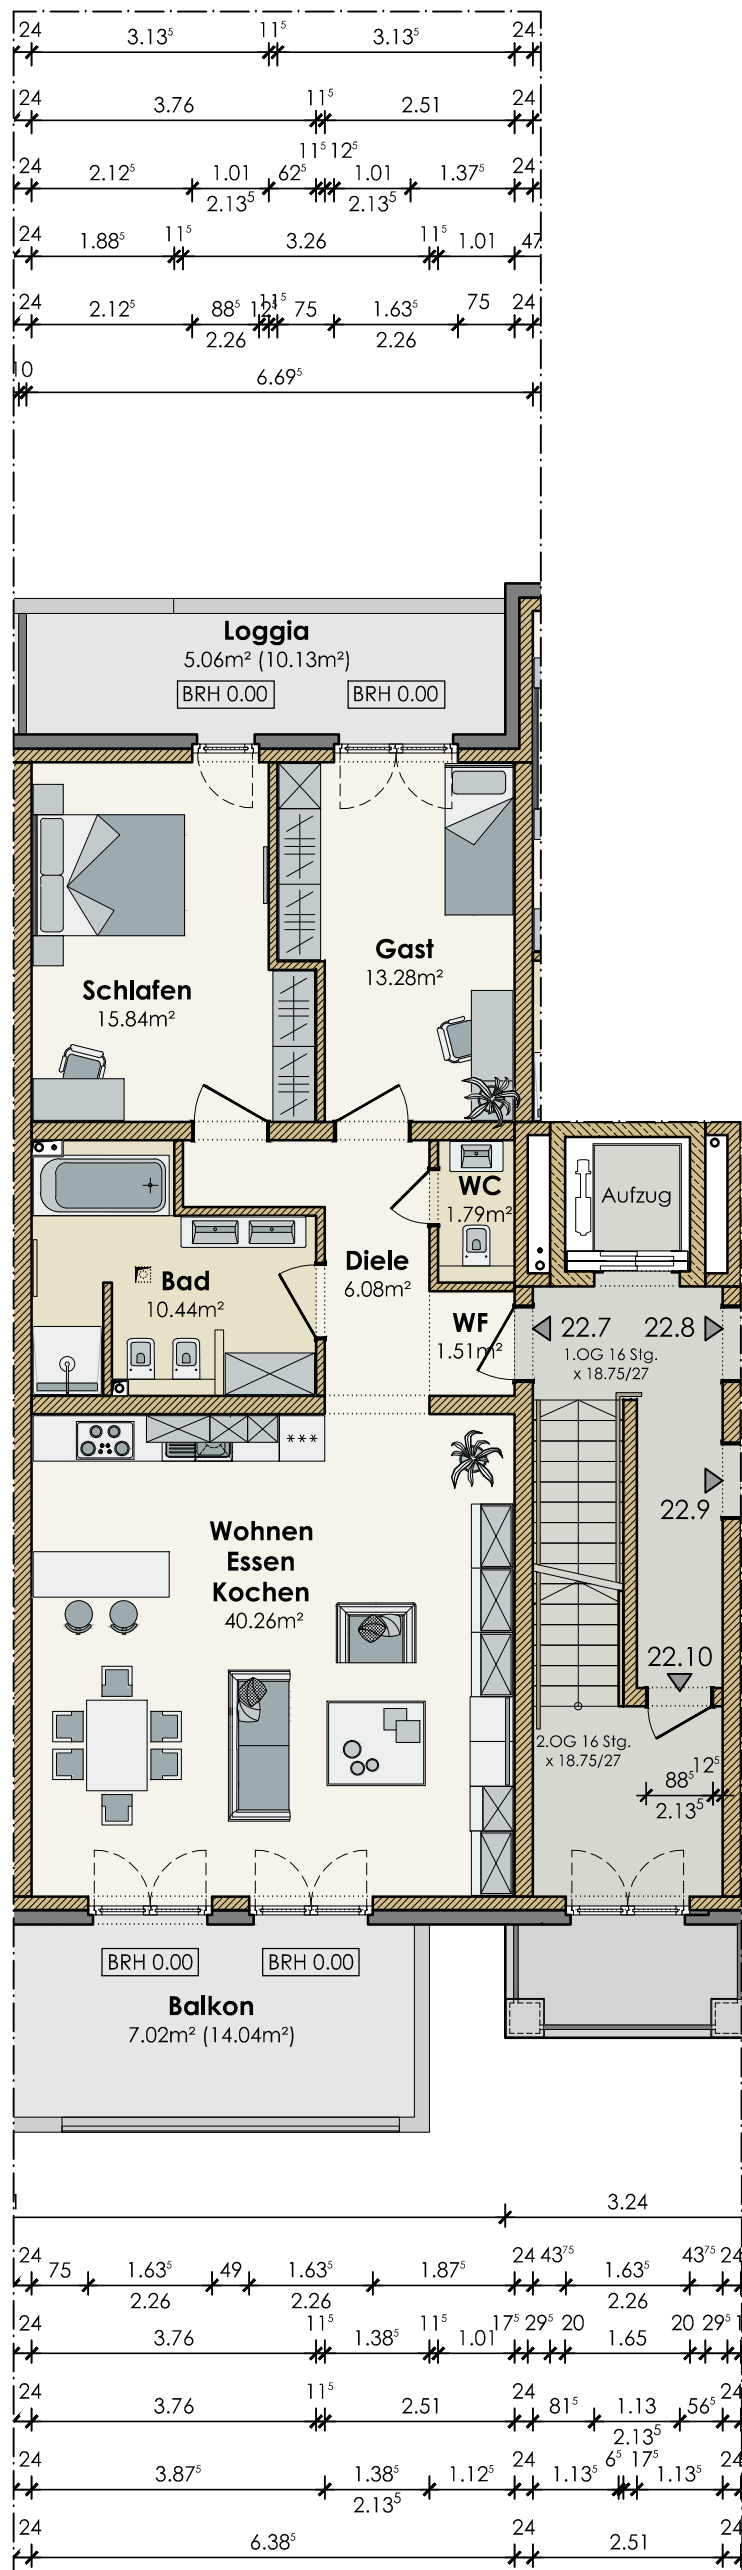 24 3.13⁵ 11⁵ 3.13⁵ 24
24 3.76 11⁵ 2.51 24
11⁵ 12⁵
24 2.12⁵ 1.01 62⁵ 1.01 1.37⁵ 24
2.13⁵ 2.13⁵
24 1.88⁵ 11⁵ 3.26 11⁵ 1.01 47
24 2.12⁵ 88⁵ 12⁵ 11⁵ 75 1.63⁵ 75 24
2.26 2.26
10 6.69⁵
Loggia
5.06m² (10.13m²)
BRH 0.00 BRH 0.00
Gast
13.28m²
Schlafen
15.84m²
WC
1.79m²
Aufzug
Diele
6.08m²
Bad
10.44m²
WF
1.51m²
22.7 22.8
1.OG 16 Stg.
x 18.75/27
***
22.9
Wohnen
Essen
Kochen
40.26m²
22.10
2.OG 16 Stg.
x 18.75/27
88⁵ 12⁵
2.13⁵
BRH 0.00 BRH 0.00
Balkon
7.02m² (14.04m²)
3.24
24 75 1.63⁵ 49 1.63⁵ 1.87⁵ 24 43⁷⁵ 1.63⁵ 43⁷⁵ 24
2.26 2.26 2.26
24 3.76 11⁵ 1.38⁵ 11⁵ 1.01 17⁵ 29⁵ 20 1.65 20 29⁵ 1
24 3.76 11⁵ 2.51 24 81⁵ 1.13 56⁵ 24
2.13⁵
24 3.87⁵ 1.38⁵ 1.12⁵ 24 1.13⁵ 6⁵ 17⁵ 1.13⁵ 24
2.13⁵
24 6.38⁵ 24 2.51 24